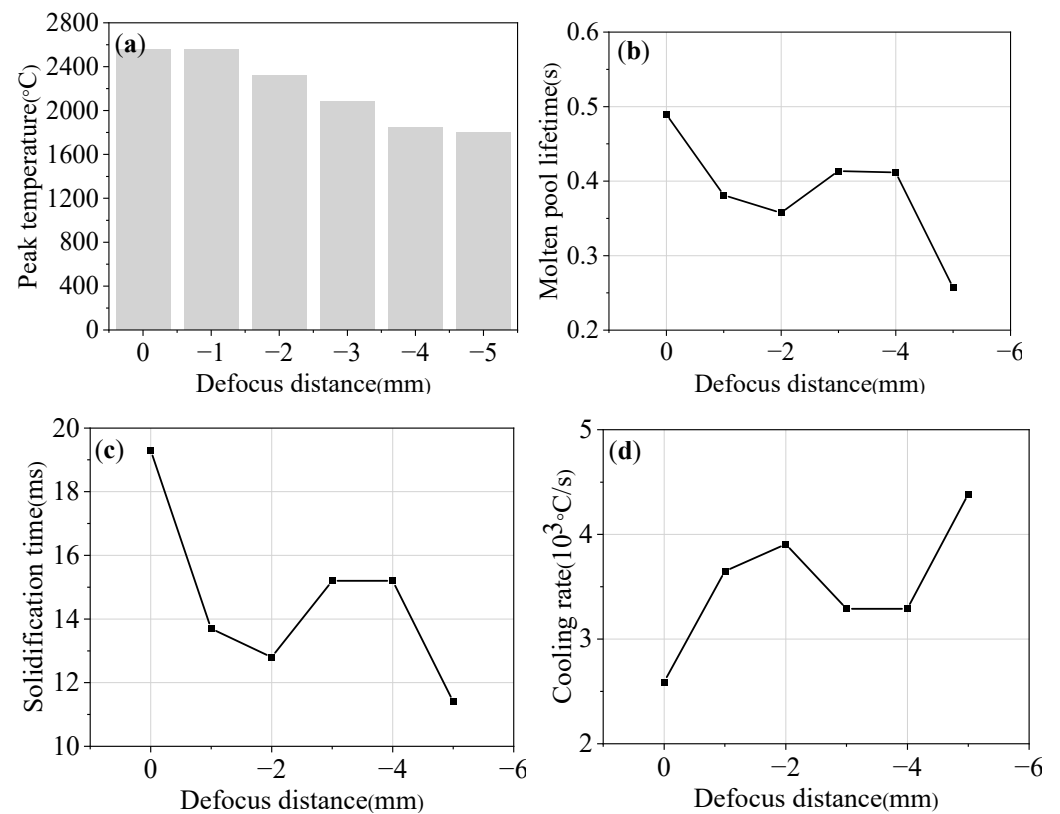 (a)
Peak temperature(°C)
2800
2400
2000
1600
1200
800
400
0
0 −1 −2 −3 −4 −5
Defocus distance(mm)
(b)
Molten pool lifetime(s)
0.6
0.5
0.4
0.3
0.2
0 −2 −4 −6
Defocus distance(mm)
(c)
Solidification time(ms)
20
18
16
14
12
10
0 −2 −4 −6
Defocus distance(mm)
(d)
Cooling rate(10³°C/s)
5
4
3
2
0 −2 −4 −6
Defocus distance(mm)